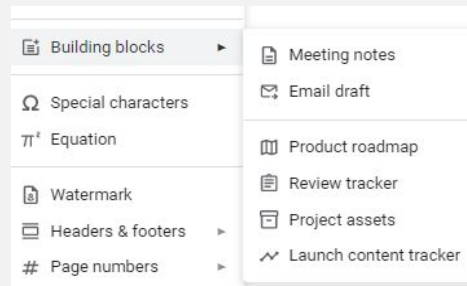 Building blocks
Special characters
Equation
Watermark
Headers & footers
Page numbers
Meeting notes
Email draft
Product roadmap
Review tracker
Project assets
Launch content tracker